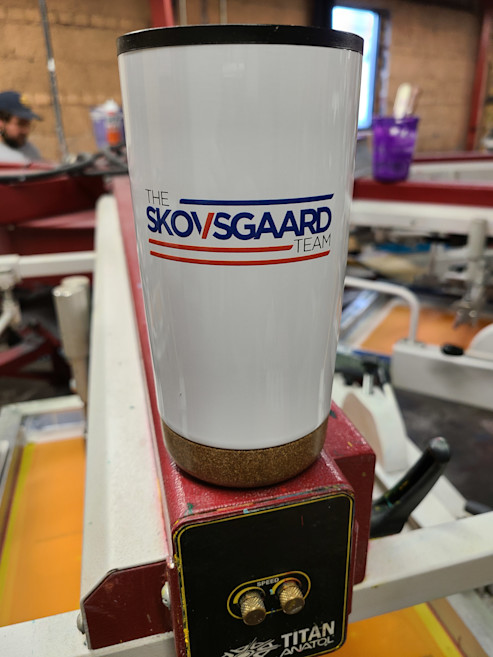 THE
SKOVSGAARD
TEAM
SPEED
TITAN
ANATOL